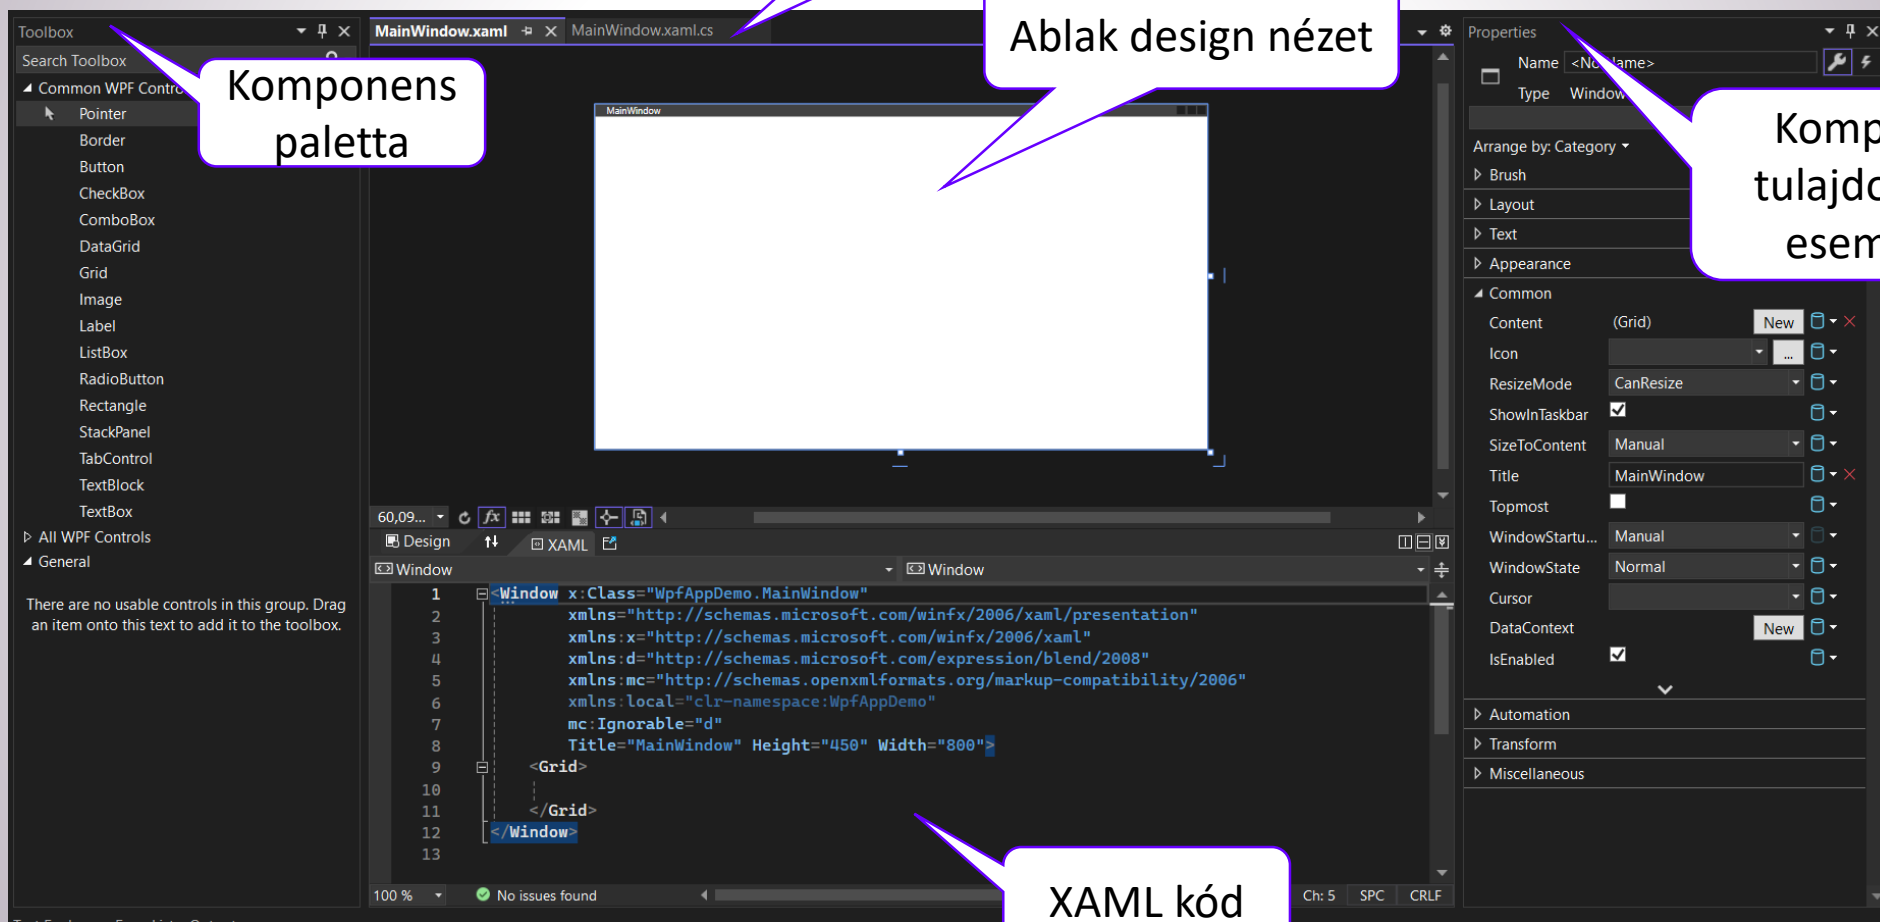 Toolbox
Search Toolbox
Common WPF Contro
Pointer
Border
Button
CheckBox
ComboBox
DataGrid
Grid
Image
Label
ListBox
RadioButton
Rectangle
StackPanel
TabControl
TextBlock
TextBox
All WPF Controls
General
There are no usable controls in this group. Drag
an item onto this text to add it to the toolbox.
Komponens
paletta
MainWindow.xaml MainWindow.xaml.cs
Ablak design nézet
MainWindow
60,09...
Design XAML
Window Window
1 <Window x:Class="WpfAppDemo.MainWindow"
2 xmlns="http://schemas.microsoft.com/winfx/2006/xaml/presentation"
3 xmlns:x="http://schemas.microsoft.com/winfx/2006/xaml"
4 xmlns:d="http://schemas.microsoft.com/expression/blend/2008"
5 xmlns:mc="http://schemas.openxmlformats.org/markup-compatibility/2006"
6 xmlns:local="clr-namespace:WpfAppDemo"
7 mc:Ignorable="d"
8 Title="MainWindow" Height="450" Width="800">
9 <Grid>
10
11 </Grid>
12 </Window>
13
100 % No issues found Ch: 5 SPC CRLF
XAML kód
Properties
Name <No Name>
Type Window
Arrange by: Category
Brush
Layout
Text
Appearance
Common
Content (Grid) New
Icon ...
ResizeMode CanResize
ShowInTaskbar
SizeToContent Manual
Title MainWindow
Topmost
WindowStartu... Manual
WindowState Normal
Cursor
DataContext New
IsEnabled
Automation
Transform
Miscellaneous